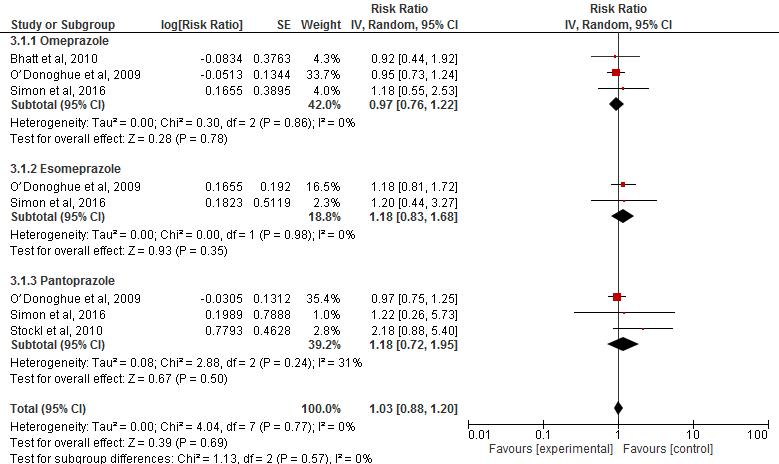 Risk Ratio Risk Ratio
Study or Subgroup log[Risk Ratio] SE Weight IV, Random, 95% CI IV, Random, 95% CI
3.1.1 Omeprazole
Bhatt et al, 2010 -0.0834 0.3763 4.3% 0.92 (0.44, 1.92)
O'Donoghue et al, 2009 -0.0513 0.1344 33.7% 0.95 (0.73, 1.24)
Simon et al, 2016 0.1655 0.3895 4.0% 1.18 (0.55, 2.53)
Subtotal (95% CI) 42.0% 0.97 (0.76, 1.22)
Heterogeneity: Tau² = 0.00; Chi² = 0.30, df = 2 (P = 0.86); I² = 0%
Test for overall effect: Z = 0.28 (P = 0.78)
3.1.2 Esomeprazole
O'Donoghue et al, 2009 0.1655 0.192 16.5% 1.18 (0.81, 1.72)
Simon et al, 2016 0.1823 0.5119 2.3% 1.20 (0.44, 3.27)
Subtotal (95% CI) 18.8% 1.18 (0.83, 1.68)
Heterogeneity: Tau² = 0.00; Chi² = 0.00, df = 1 (P = 0.98); I² = 0%
Test for overall effect: Z = 0.93 (P = 0.35)
3.1.3 Pantoprazole
O'Donoghue et al, 2009 -0.0305 0.1312 35.4% 0.97 (0.75, 1.25)
Simon et al, 2016 0.1989 0.7888 1.0% 1.22 (0.26, 5.73)
Stockl et al, 2010 0.7793 0.4628 2.8% 2.18 (0.88, 5.40)
Subtotal (95% CI) 39.2% 1.18 (0.72, 1.95)
Heterogeneity: Tau² = 0.08; Chi² = 2.88, df = 2 (P = 0.24); I² = 31%
Test for overall effect: Z = 0.67 (P = 0.50)
Total (95% CI) 100.0% 1.03 (0.88, 1.20)
Heterogeneity: Tau² = 0.00; Chi² = 4.04, df = 7 (P = 0.77); I² = 0%
Test for overall effect: Z = 0.39 (P = 0.69)
Test for subgroup differences: Chi² = 1.13, df = 2 (P = 0.57), I² = 0%
0.01 0.1 1 10 100
Favours [experimental] Favours [control]